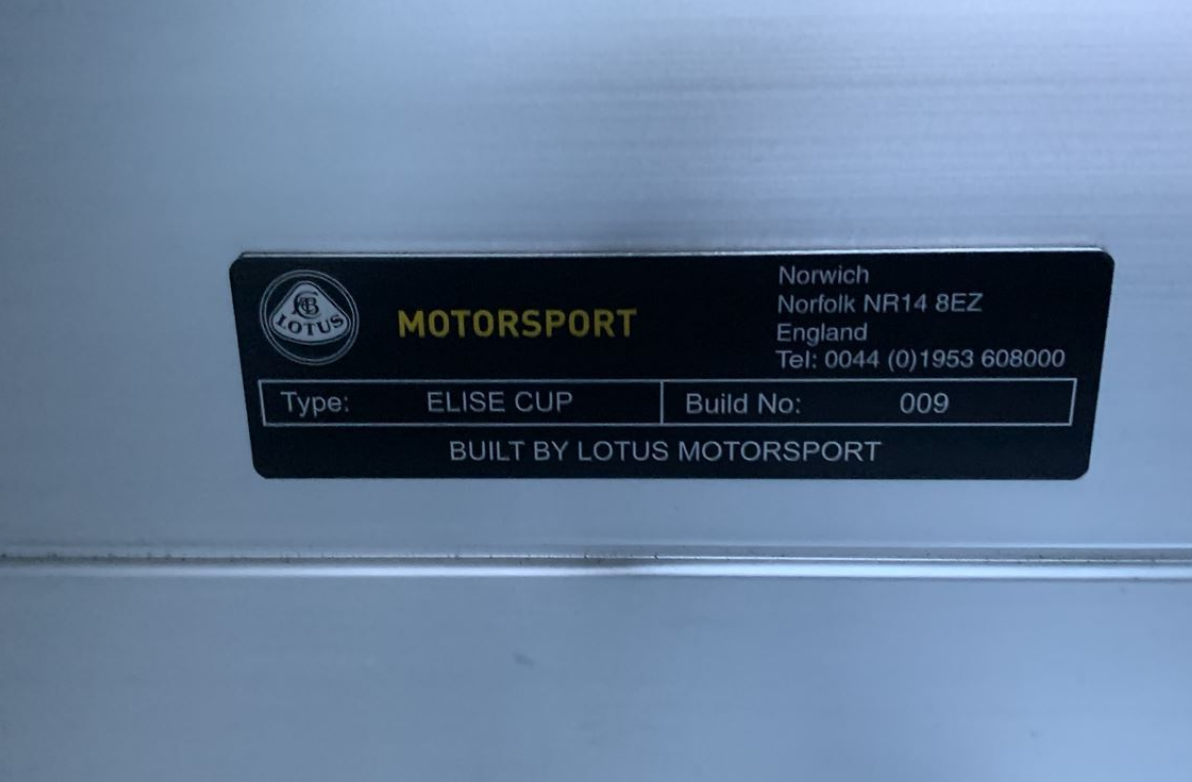 LOTUS
MOTORSPORT
Norwich
Norfolk NR14 8EZ
England
Tel: 0044 (0)1953 608000
Type: ELISE CUP
Build No: 009
BUILT BY LOTUS MOTORSPORT